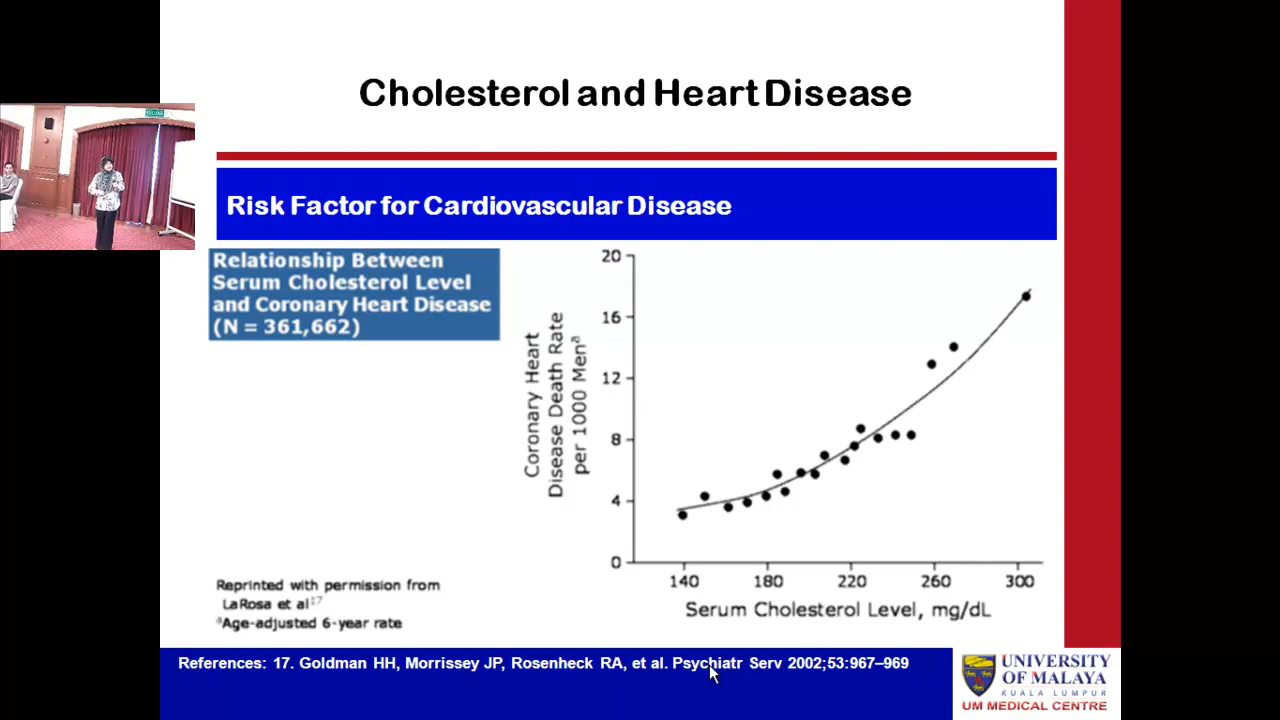 Cholesterol and Heart Disease
Risk Factor for Cardiovascular Disease
Relationship Between
Serum Cholesterol Level
and Coronary Heart Disease
(N = 361,662)
Coronary Heart
Disease Death Rate
per 1000 Menª
20
16
12
8
4
0
140 180 220 260 300
Serum Cholesterol Level, mg/dL
Reprinted with permission from
LaRosa et al17
ªAge-adjusted 6-year rate
References: 17. Goldman HH, Morrissey JP, Rosenheck RA, et al. Psychiatr Serv 2002;53:967–969
UNIVERSITY
OF MALAYA
KUALA LUMPUR
UM MEDICAL CENTRE